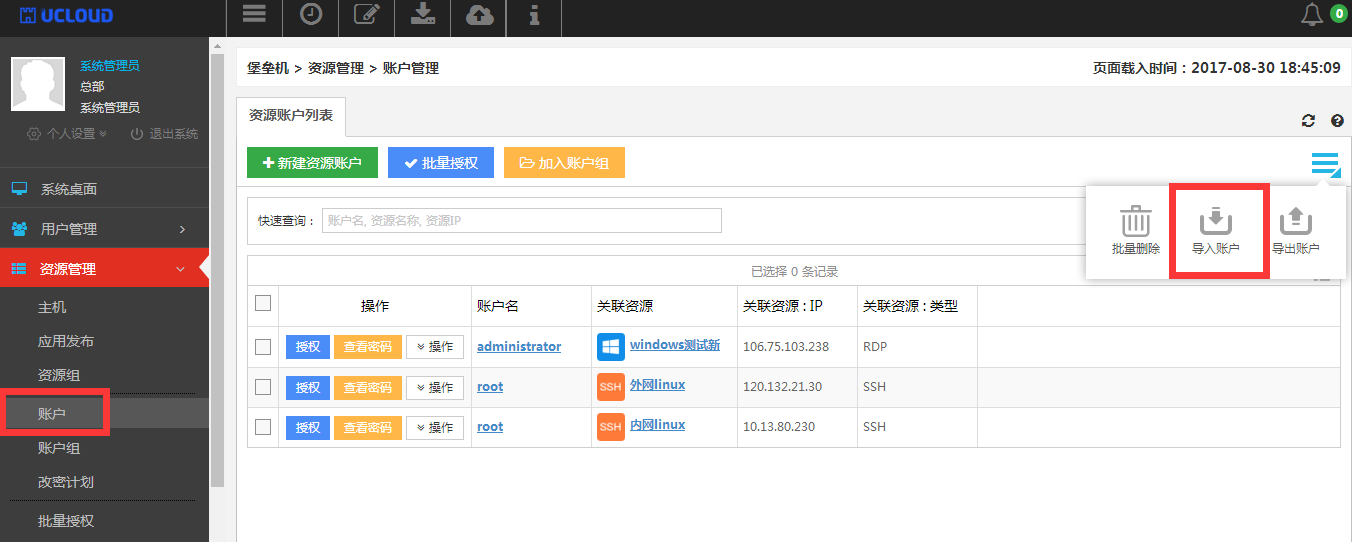 UCLOUD
0
系统管理员
总部
系统管理员
个人设置
退出系统
系统桌面
用户管理
资源管理
主机
应用发布
资源组
账户
账户组
改密计划
批量授权
堡垒机 > 资源管理 > 账户管理
页面载入时间：2017-08-30 18:45:09
资源账户列表
新建资源账户
批量授权
加入账户组
批量删除
导入账户
导出账户
快速查询：
账户名, 资源名称, 资源IP
已选择 0 条记录
操作 账户名 关联资源 关联资源 : IP 关联资源 : 类型
授权 查看密码 操作 administrator windows测试新 106.75.103.238 RDP
授权 查看密码 操作 root SSH 外网linux 120.132.21.30 SSH
授权 查看密码 操作 root SSH 内网linux 10.13.80.230 SSH